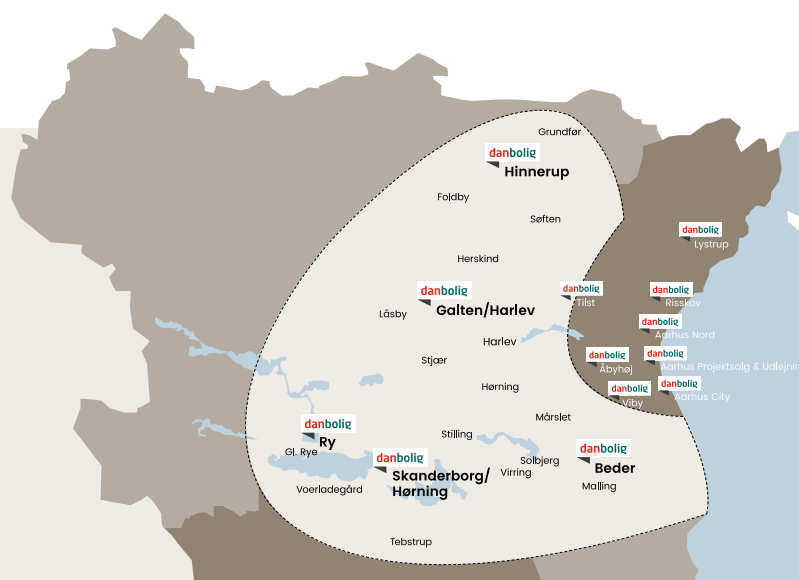 Grundfør
danbolig
Hinnerup
Foldby
Søften
danbolig
Lystrup
Herskind
danbolig
Galten/Harlev
danbolig
Tilst
danbolig
Risskov
Låsby
danbolig
Aarhus Nord
Harlev
Stjær
danbolig
Åbyhøj
danbolig
Aarhus Projektsalg & Udlejnin
Hørning
danbolig
Viby
danbolig
Aarhus City
Mårslet
danbolig
Ry
Stilling
Gl. Rye
danbolig
Skanderborg/
Hørning
Solbjerg
Virring
danbolig
Beder
Malling
Voerladegård
Tebstrup